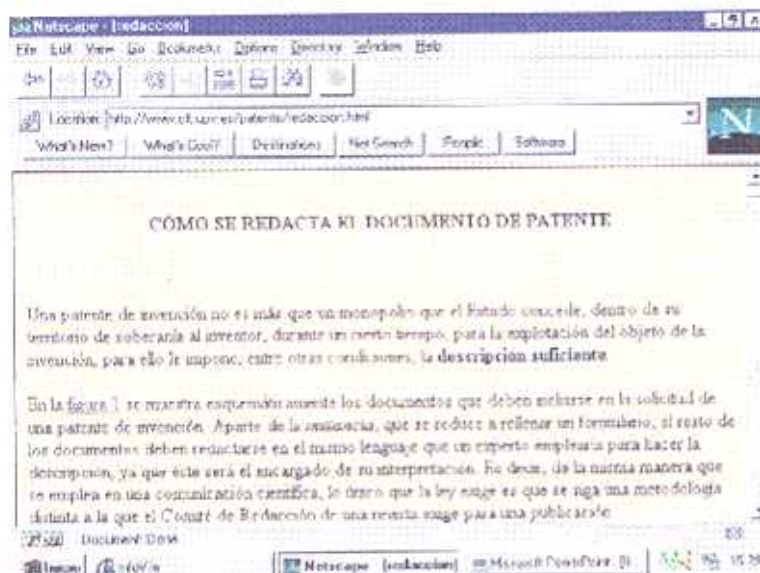 Netscape - [redaccion]
File Edit View Go Bookmarks Options Directory Window Help
Location: http://www.ctt.upv.es/patents/redaccion.html
What's New? What's Cool? Destinations Net Search People Software
CÓMO SE REDACTA EL DOCUMENTO DE PATENTE
Una patente de invención no es más que un monopolio que el Estado concede, dentro de su
territorio de soberanía al inventor, durante un cierto tiempo, para la explotación del objeto de la
invención, para ello le impone, entre otras condiciones, la descripción suficiente.
En la figura 1 se muestra esquemáticamente los documentos que deben incluirse en la solicitud de
una patente de invención. Aparte de la instancia, que se reduce a rellenar un formulario, el resto de
los documentos deben redactarse en el mismo lenguaje que un experto emplearía para hacer la
descripción, ya que éste será el encargado de su interpretación. Es decir, de la misma manera que
se emplea en una comunicación científica, lo único que la ley exige es que se siga una metodología
distinta a la que el Comité de Redacción de una revista exige para una publicación.
Document: Done
Inicio Netscape - [redaccion] Microsoft PowerPoint - [